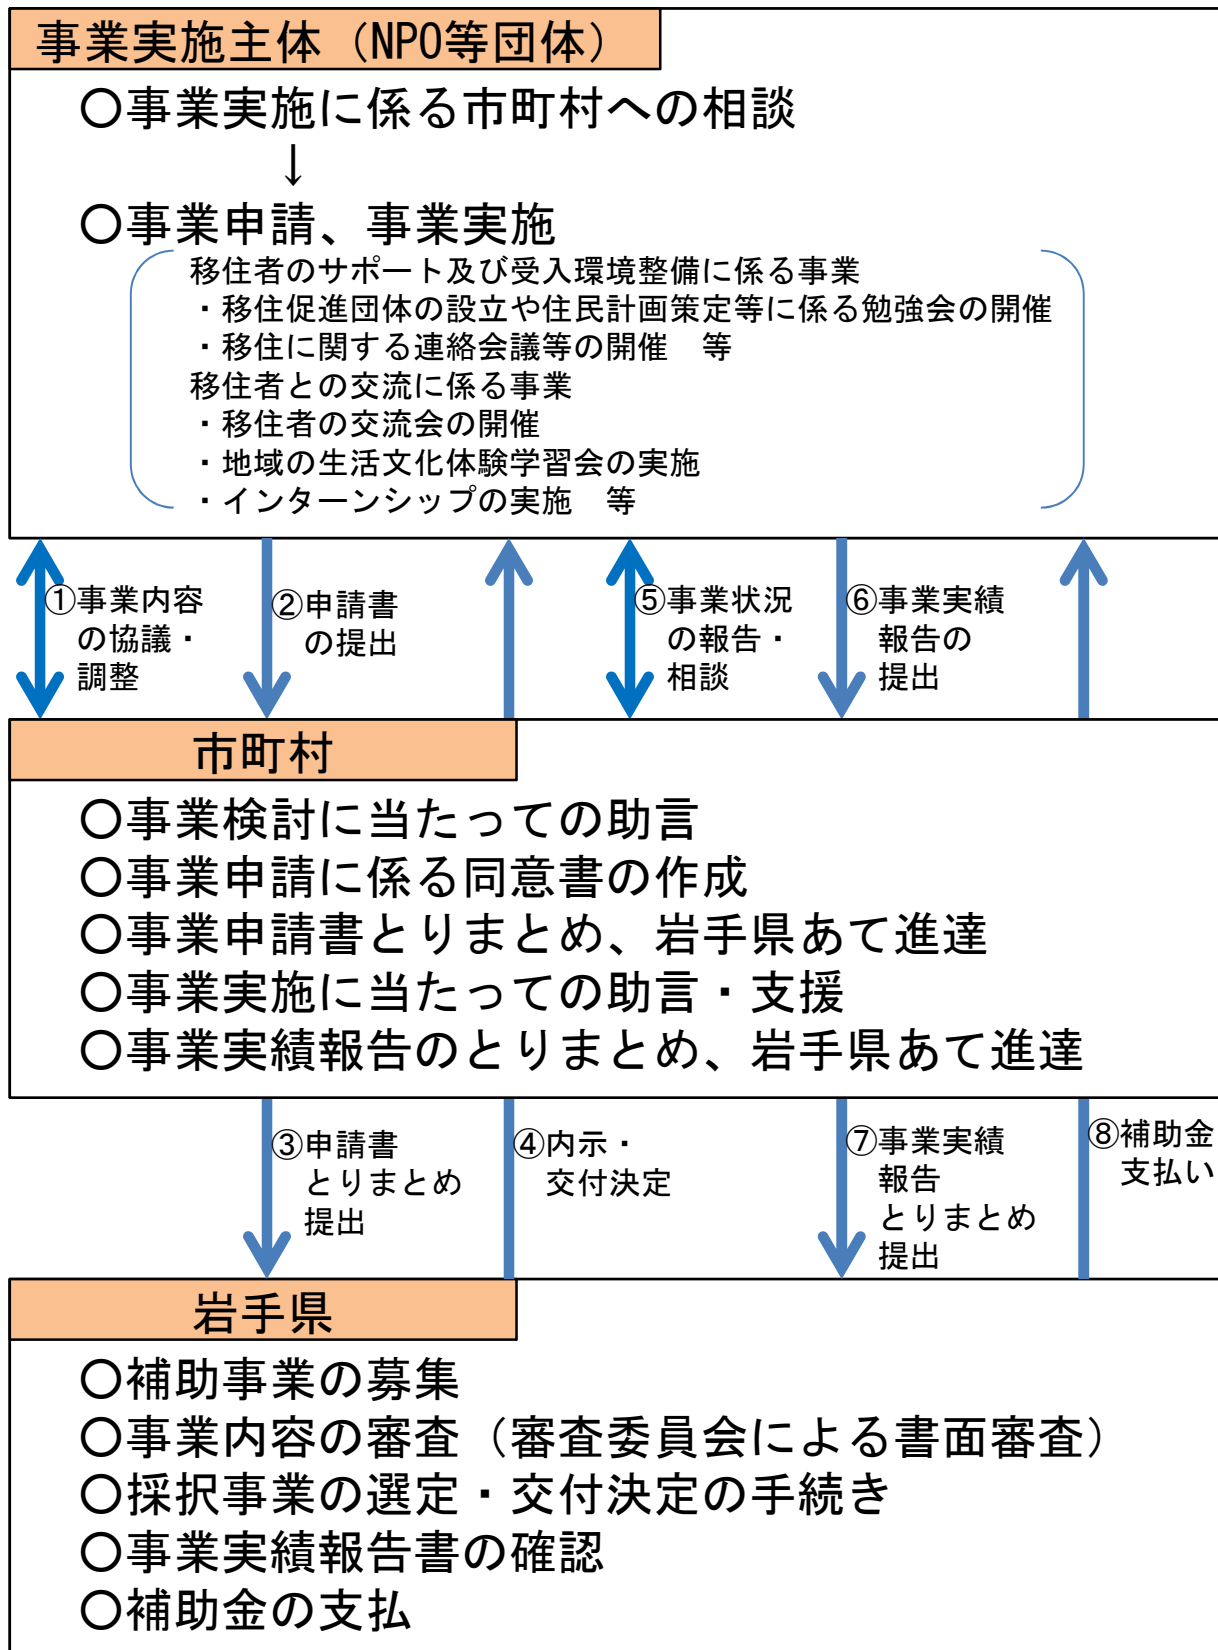 事業実施主体（NPO等団体）
〇事業実施に係る市町村への相談
↓
〇事業申請、事業実施
移住者のサポート及び受入環境整備に係る事業
・移住促進団体の設立や住民計画策定等に係る勉強会の開催
・移住に関する連絡会議等の開催　等
移住者との交流に係る事業
・移住者の交流会の開催
・地域の生活文化体験学習会の実施
・インターンシップの実施　等
①事業内容
の協議・
調整
②申請書
の提出
⑤事業状況
の報告・
相談
⑥事業実績
報告の
提出
市町村
〇事業検討に当たっての助言
〇事業申請に係る同意書の作成
〇事業申請書とりまとめ、岩手県あて進達
〇事業実施に当たっての助言・支援
〇事業実績報告のとりまとめ、岩手県あて進達
③申請書
とりまとめ
提出
④内示・
交付決定
⑦事業実績
報告
とりまとめ
提出
⑧補助金
支払い
岩手県
〇補助事業の募集
〇事業内容の審査（審査委員会による書面審査）
〇採択事業の選定・交付決定の手続き
〇事業実績報告書の確認
〇補助金の支払